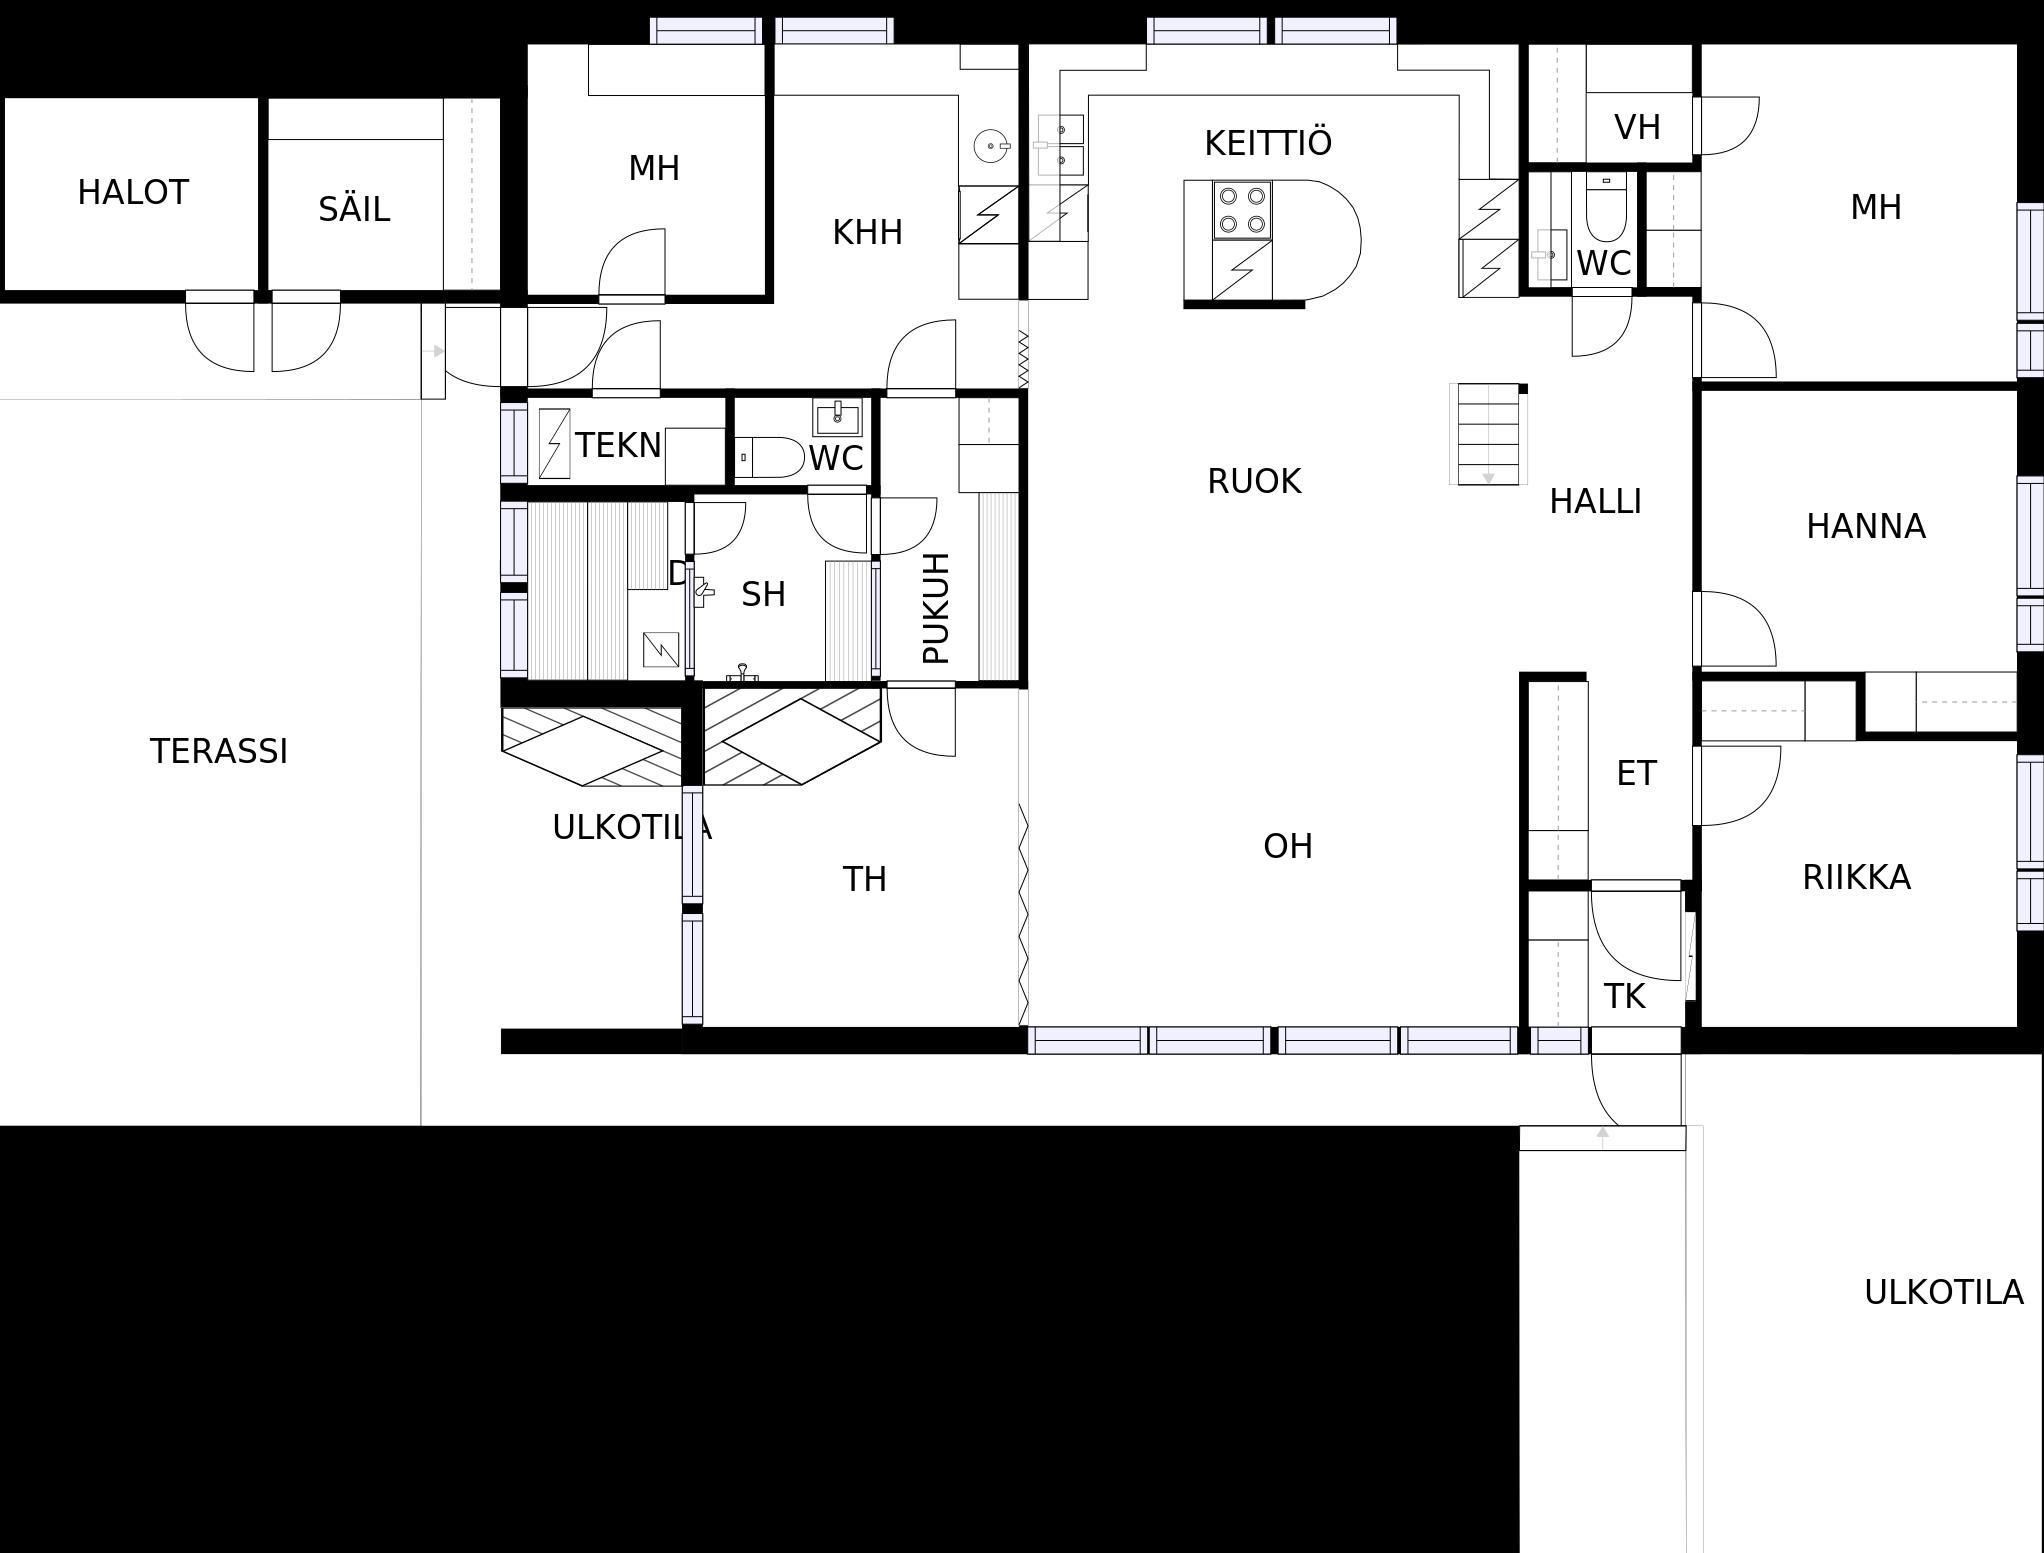 KEITTIÖ
VH
MH
HALOT
SÄIL
MH
KHH
WC
MH
TEKN
WC
RUOK
HALLI
HANNA
D
SH
PUKUH
TERASSI
ULKOTILA
TH
OH
ET
RIIKKA
TK
ULKOTILA